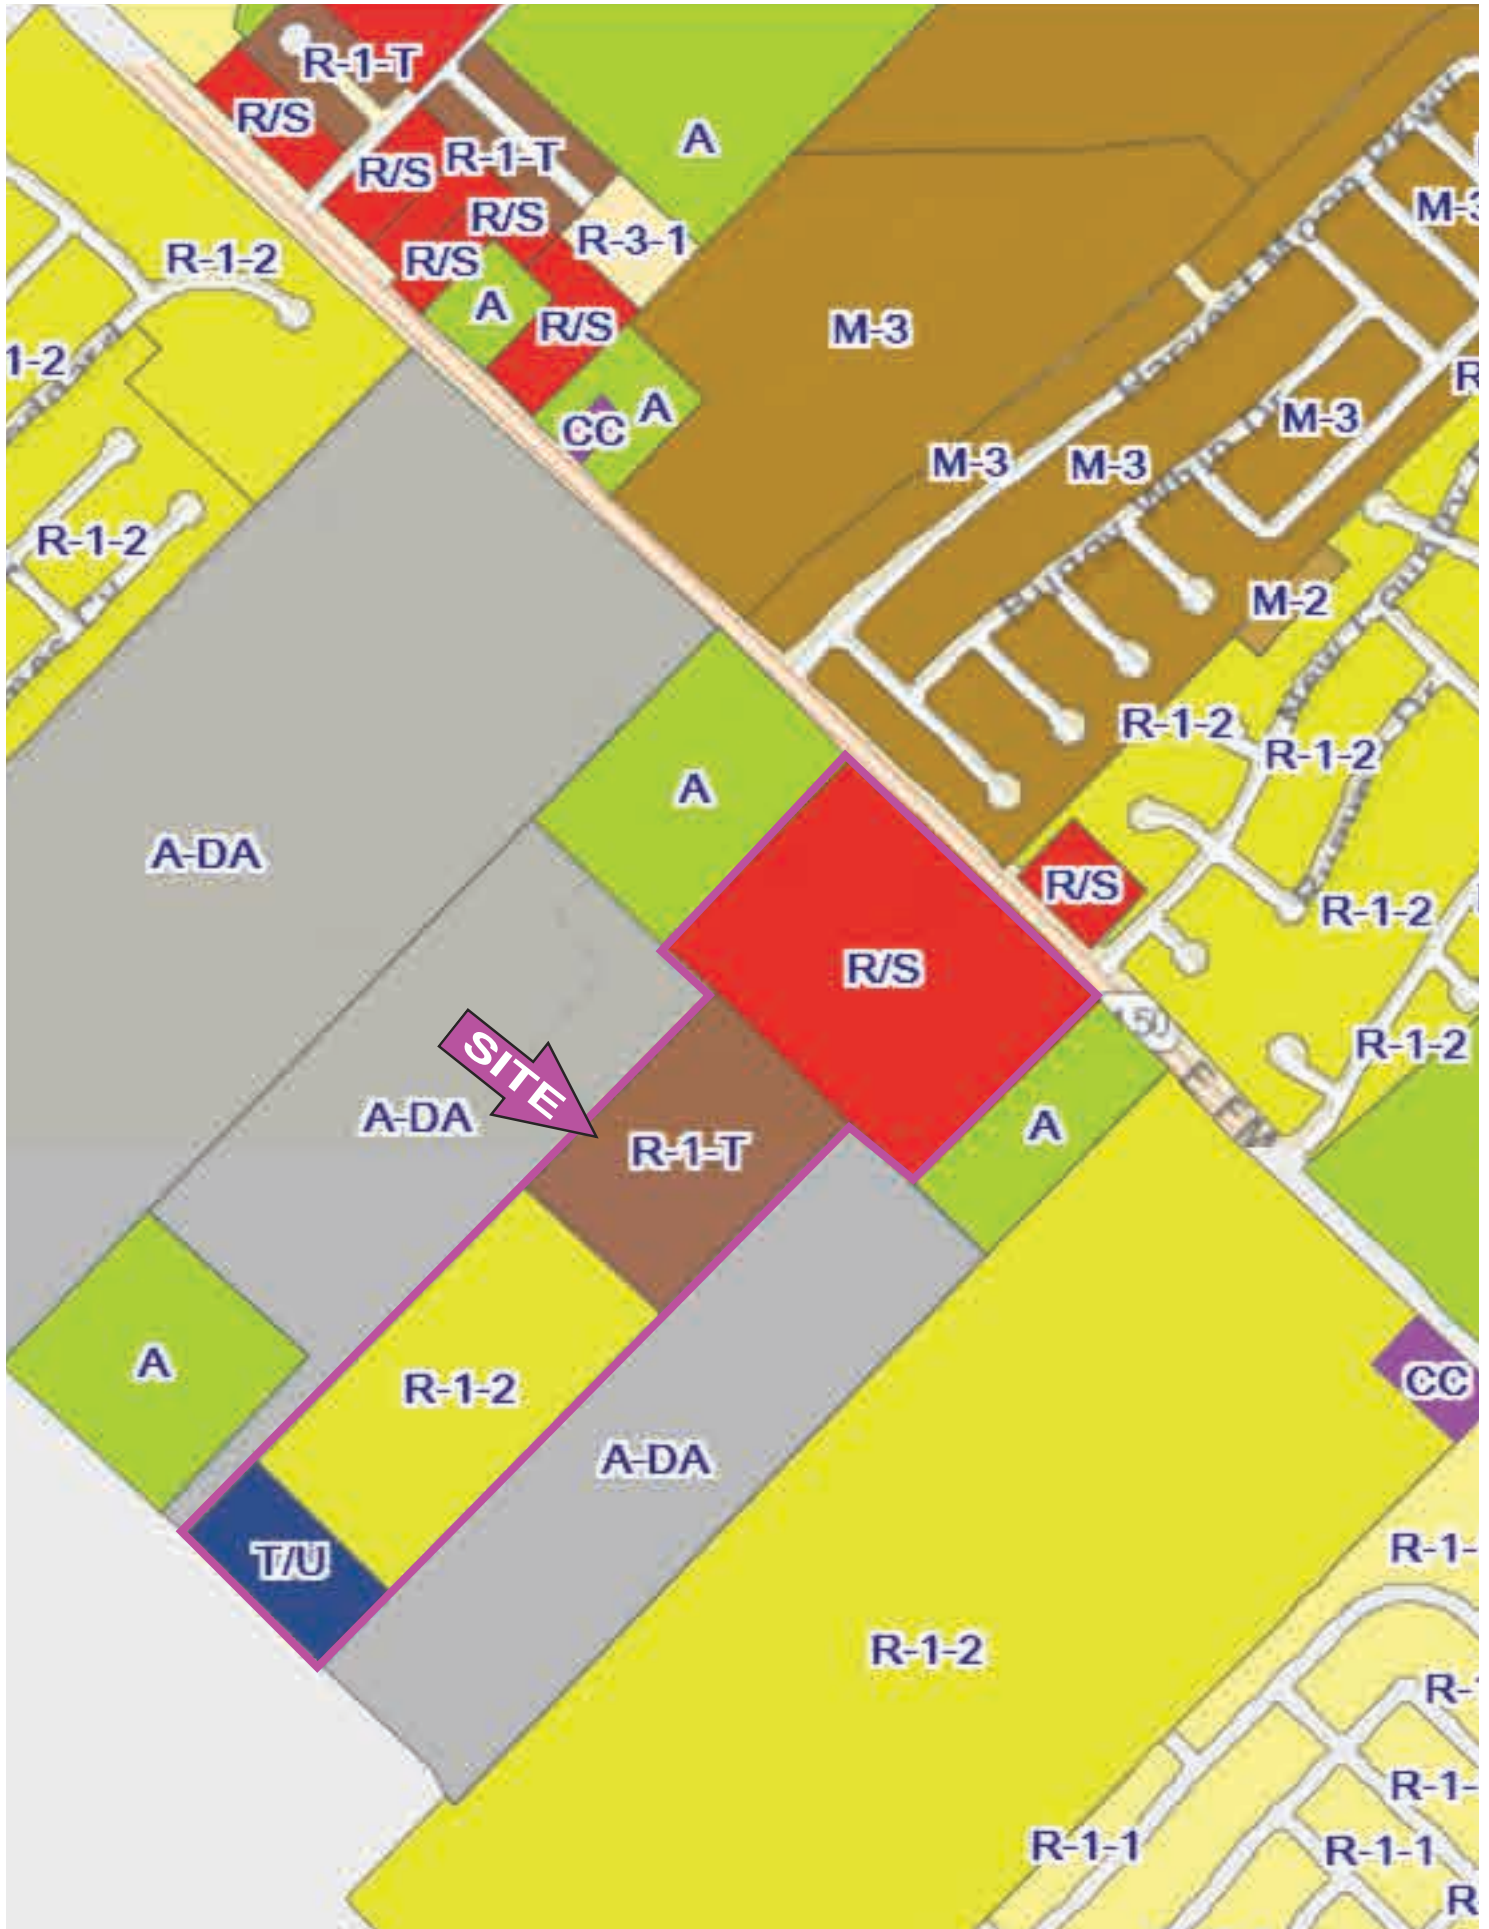 R-1-T
R/S
A
R/S
R-1-T
R/S
R-3-1
R-1-2
R/S
A
R/S
M-3
1-2
A
CC
M-3
M-3
M-3
R-1-2
M-2
R-1-2
R-1-2
A
A-DA
R/S
R-1-2
R/S
R-1-2
SITE
A-DA
A
R-1-T
A
R-1-2
CC
A-DA
T/U
R-1-2
R-1-1
R-1-1